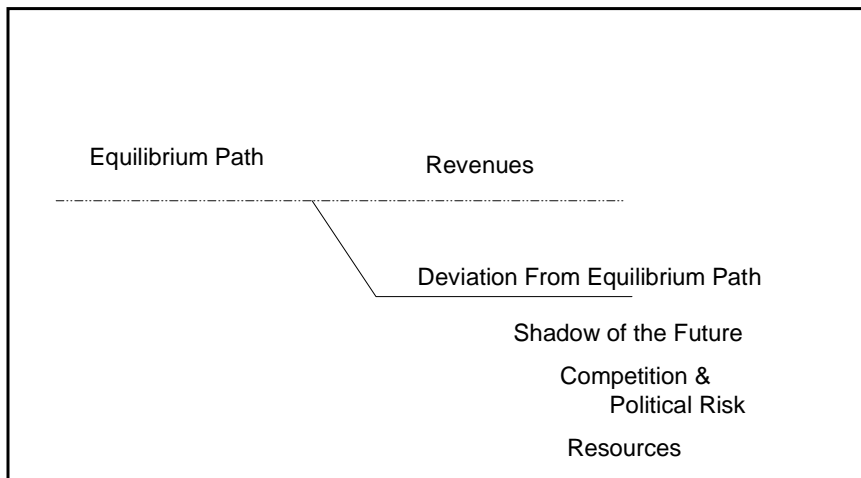 Equilibrium Path
Revenues
Deviation From Equilibrium Path
Shadow of the Future
Competition &
Political Risk
Resources